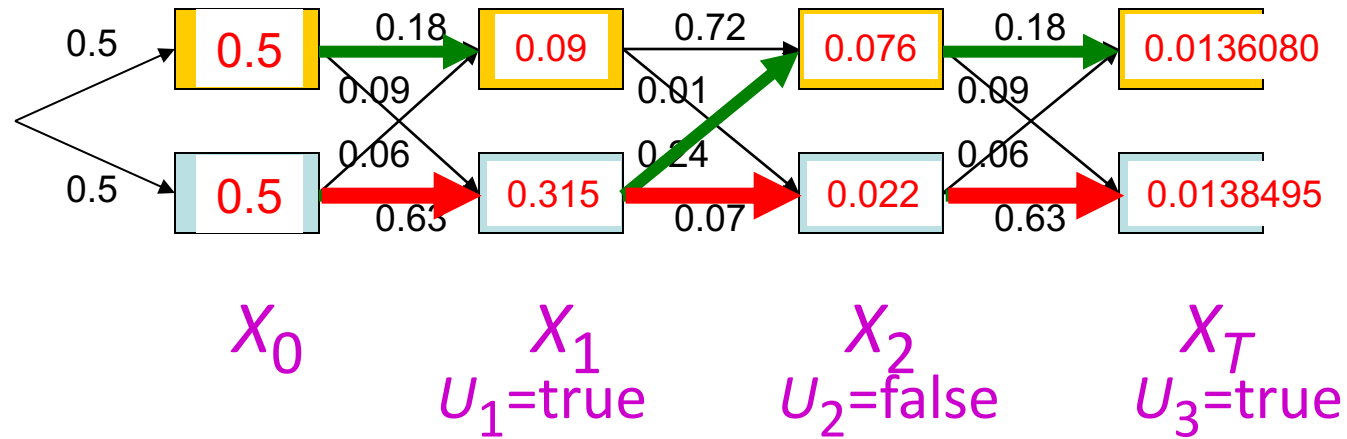 0.5 0.5 0.18 0.09 0.72 0.076 0.18 0.0136080
0.09 0.01 0.09
0.06 0.24 0.06
0.5 0.5 0.63 0.315 0.07 0.022 0.63 0.0138495
X0 X1 X2 XT
U1=true U2=false U3=true